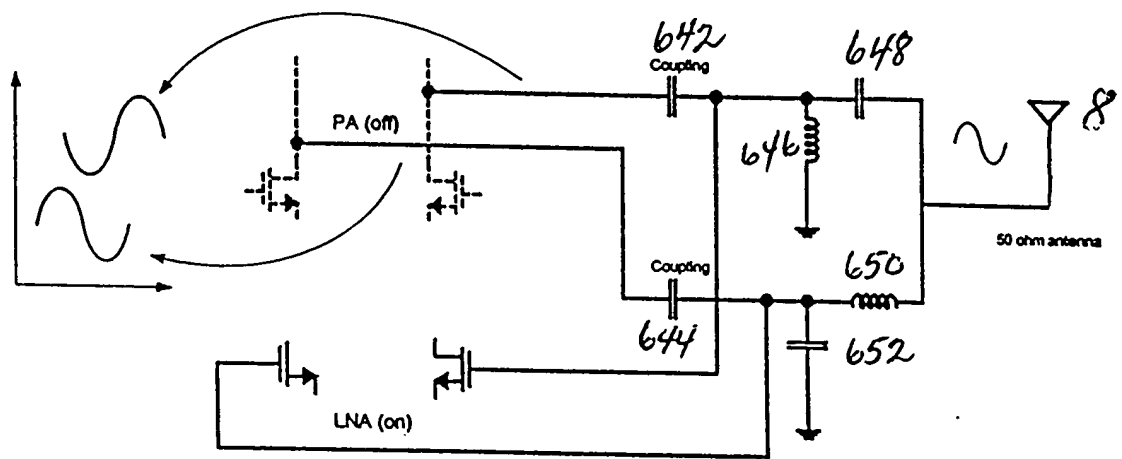 642
Coupling
648
PA (off)
646
8
50 ohm antenna
Coupling
650
644
652
LNA (on)